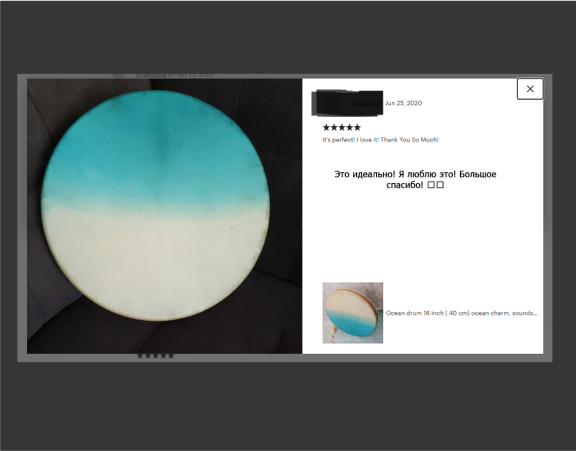 Jun 25, 2020
★★★★★
It's perfect! I love it! Thank You So Much!
Это идеально! Я люблю это! Большое
спасибо! □□
Ocean drum 16 inch ( 40 cm) ocean charm, sounds...
★★★★★